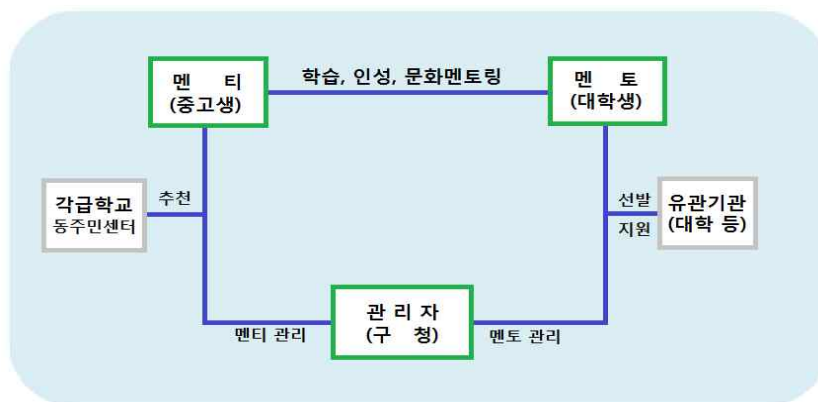 멘 티
(중고생)
학습, 인성, 문화멘토링
멘 토
(대학생)
각급학교
동주민센터
추천
선발
지원
유관기관
(대학 등)
관 리 자
(구 청)
멘티 관리
멘토 관리